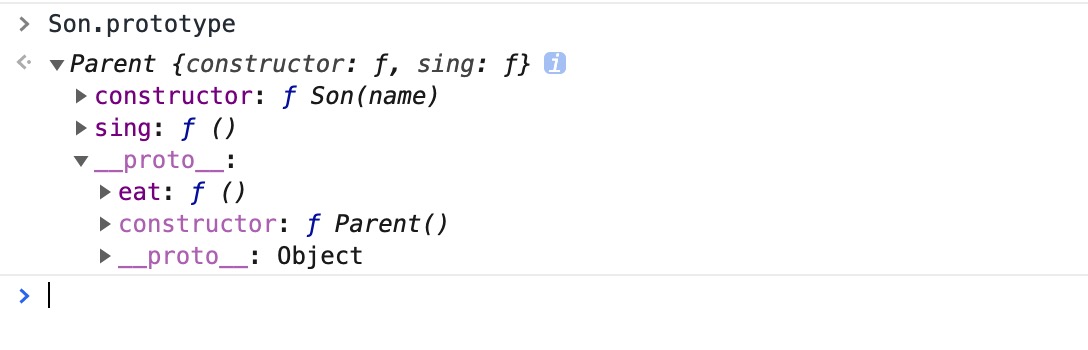 > Son.prototype
Parent {constructor: ƒ, sing: ƒ} i
constructor: ƒ Son(name)
sing: ƒ ()
__proto__:
eat: ƒ ()
constructor: ƒ Parent()
__proto__: Object
>